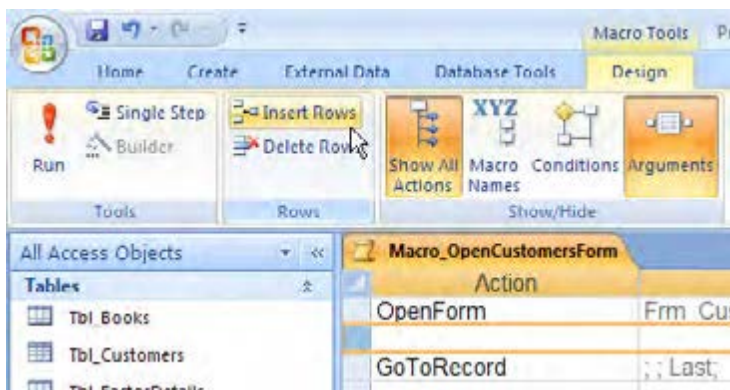 Macro Tools
Home Create External Data Database Tools Design
Single Step
Builder
Run
Tools
Insert Rows
Delete Row
Rows
Show All Actions
Macro Names
XYZ
Conditions
Arguments
Show/Hide
All Access Objects
Tables
Tbl_Books
Tbl_Customers
Macro_OpenCustomersForm
Action
OpenForm Frm_Cus
GoToRecord ; ; Last;